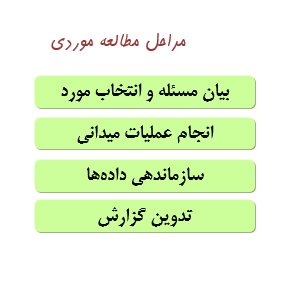 مراحل مطالعه موردی
بیان مسئله و انتخاب مورد
انجام عملیات میدانی
سازماندهی داده‌ها
تدوین گزارش